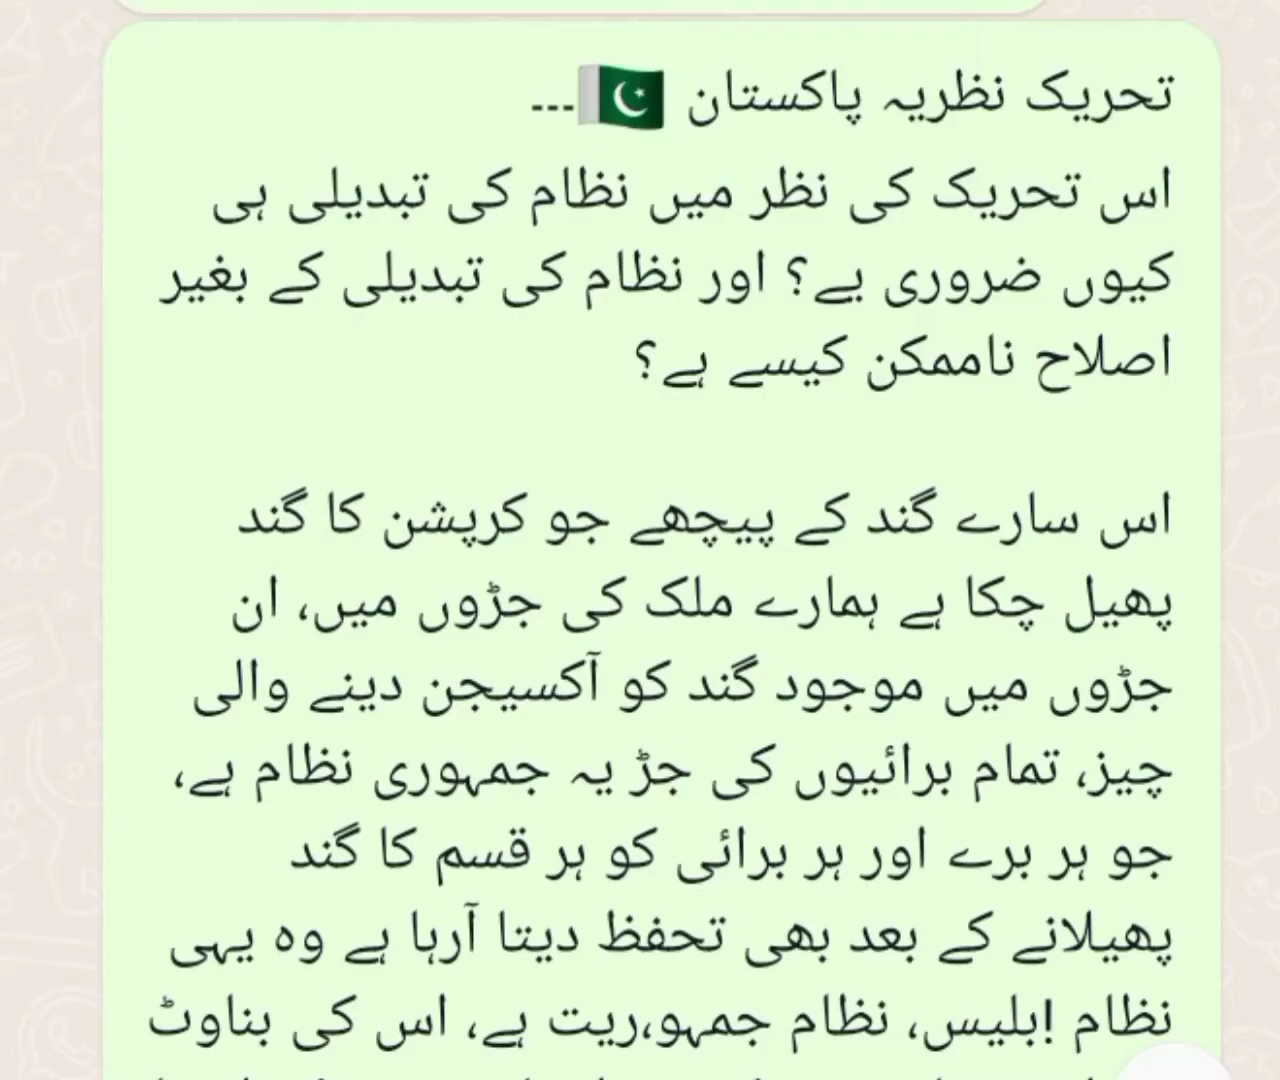 تحریک نظریہ پاکستان 🇵🇰---
اس تحریک کی نظر میں نظام کی تبدیلی ہی
کیوں ضروری ہے؟ اور نظام کی تبدیلی کے بغیر
اصلاح ناممکن کیسے ہے؟
اس سارے گند کے پیچھے جو کرپشن کا گند
پھیل چکا ہے ہمارے ملک کی جڑوں میں، ان
جڑوں میں موجود گند کو آکسیجن دینے والی
چیز، تمام برائیوں کی جڑ یہ جمہوری نظام ہے،
جو ہر برے اور ہر برائی کو ہر قسم کا گند
پھیلانے کے بعد بھی تحفظ دیتا آرہا ہے وہ یہی
نظام !بلیس، نظام جمہو،ریت ہے، اس کی بناوٹ